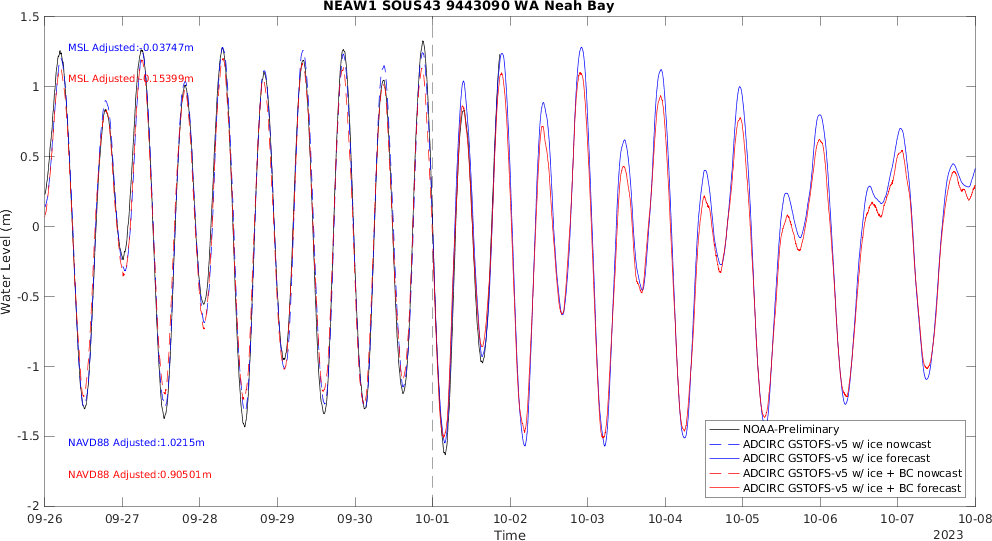 NEAW1 SOUS43 9443090 WA Neah Bay
Water Level (m)
1.5
1
0.5
0
-0.5
-1
-1.5
-2
MSL Adjusted:-0.03747m
MSL Adjusted:-0.15399m
NAVD88 Adjusted:1.0215m
NAVD88 Adjusted:0.90501m
NOAA-Preliminary
ADCIRC GSTOFS-v5 w/ ice nowcast
ADCIRC GSTOFS-v5 w/ ice forecast
ADCIRC GSTOFS-v5 w/ ice + BC nowcast
ADCIRC GSTOFS-v5 w/ ice + BC forecast
09-26 09-27 09-28 09-29 09-30 10-01 10-02 10-03 10-04 10-05 10-06 10-07 10-08
Time
2023